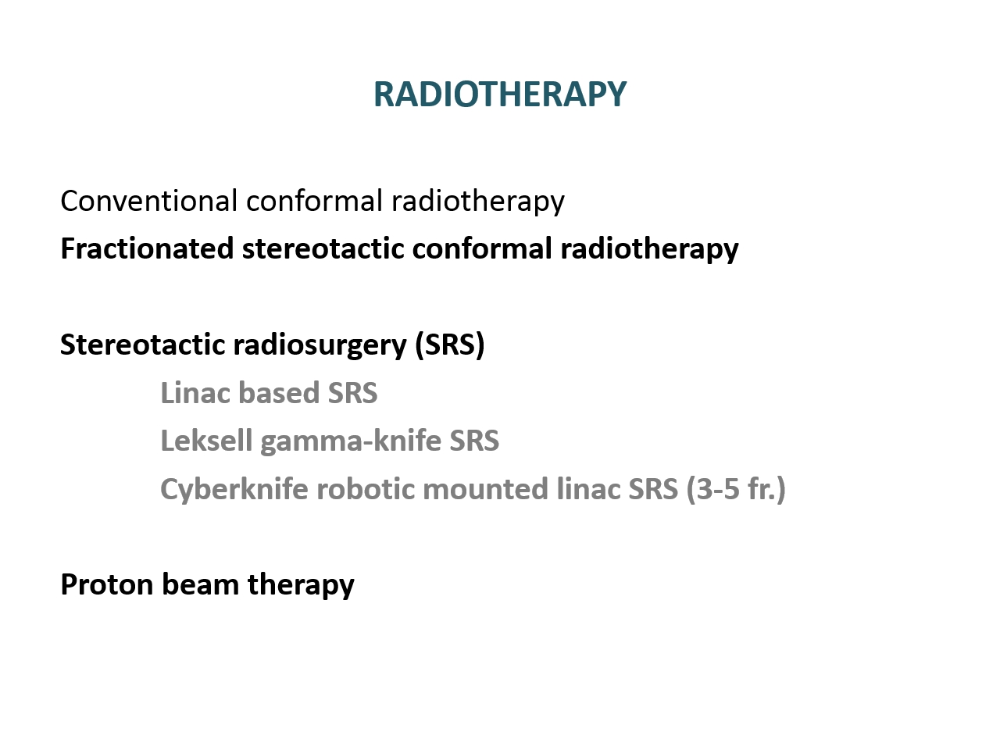 RADIOTHERAPY
Conventional conformal radiotherapy
Fractionated stereotactic conformal radiotherapy
Stereotactic radiosurgery (SRS)
Linac based SRS
Leksell gamma-knife SRS
Cyberknife robotic mounted linac SRS (3-5 fr.)
Proton beam therapy